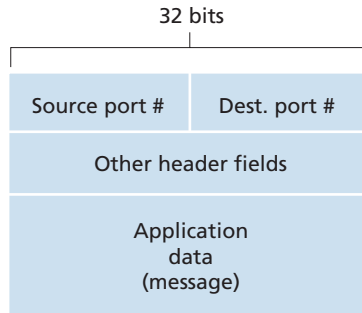 32 bits
Source port #
Dest. port #
Other header fields
Application
data
(message)